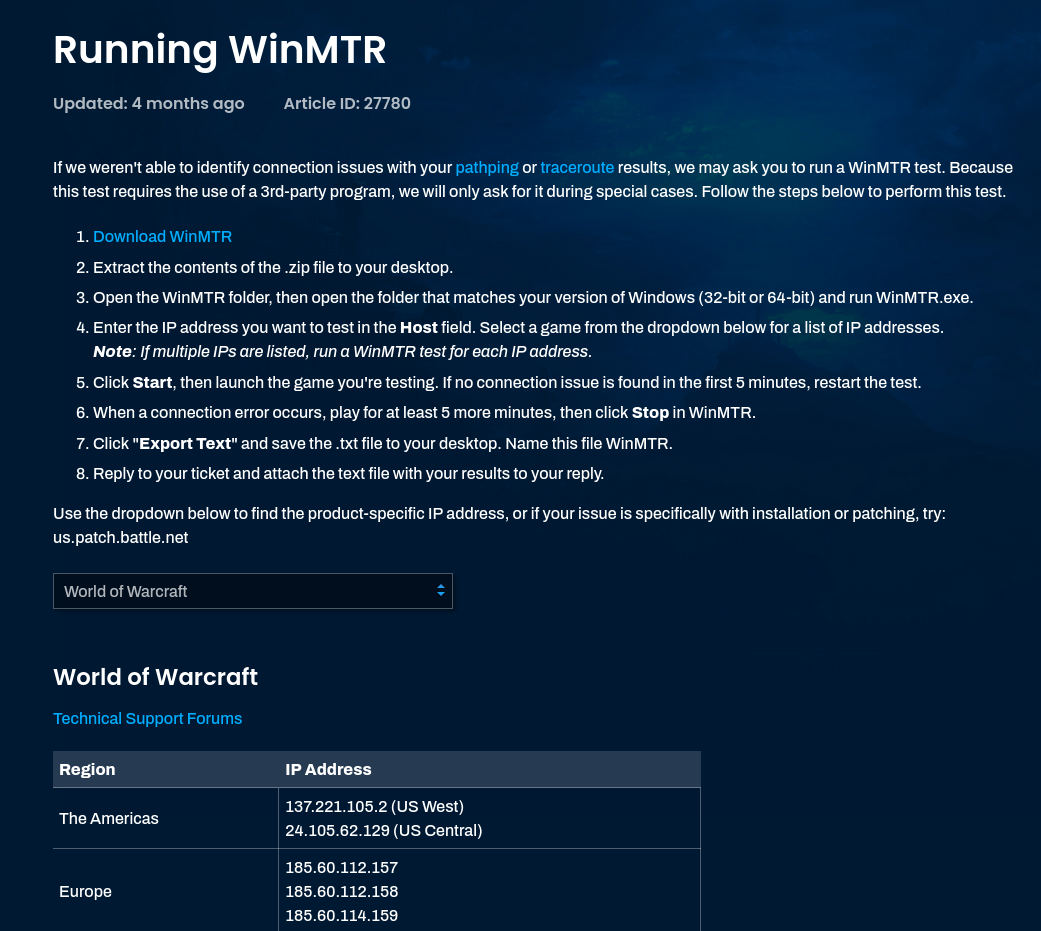 Running WinMTR
Updated: 4 months ago Article ID: 27780
If we weren't able to identify connection issues with your pathping or traceroute results, we may ask you to run a WinMTR test. Because
this test requires the use of a 3rd-party program, we will only ask for it during special cases. Follow the steps below to perform this test.
1. Download WinMTR
2. Extract the contents of the .zip file to your desktop.
3. Open the WinMTR folder, then open the folder that matches your version of Windows (32-bit or 64-bit) and run WinMTR.exe.
4. Enter the IP address you want to test in the Host field. Select a game from the dropdown below for a list of IP addresses.
Note: If multiple IPs are listed, run a WinMTR test for each IP address.
5. Click Start, then launch the game you're testing. If no connection issue is found in the first 5 minutes, restart the test.
6. When a connection error occurs, play for at least 5 more minutes, then click Stop in WinMTR.
7. Click "Export Text" and save the .txt file to your desktop. Name this file WinMTR.
8. Reply to your ticket and attach the text file with your results to your reply.
Use the dropdown below to find the product-specific IP address, or if your issue is specifically with installation or patching, try:
us.patch.battle.net
World of Warcraft
World of Warcraft
Technical Support Forums
Region IP Address
The Americas
137.221.105.2 (US West)
24.105.62.129 (US Central)
Europe
185.60.112.157
185.60.112.158
185.60.114.159